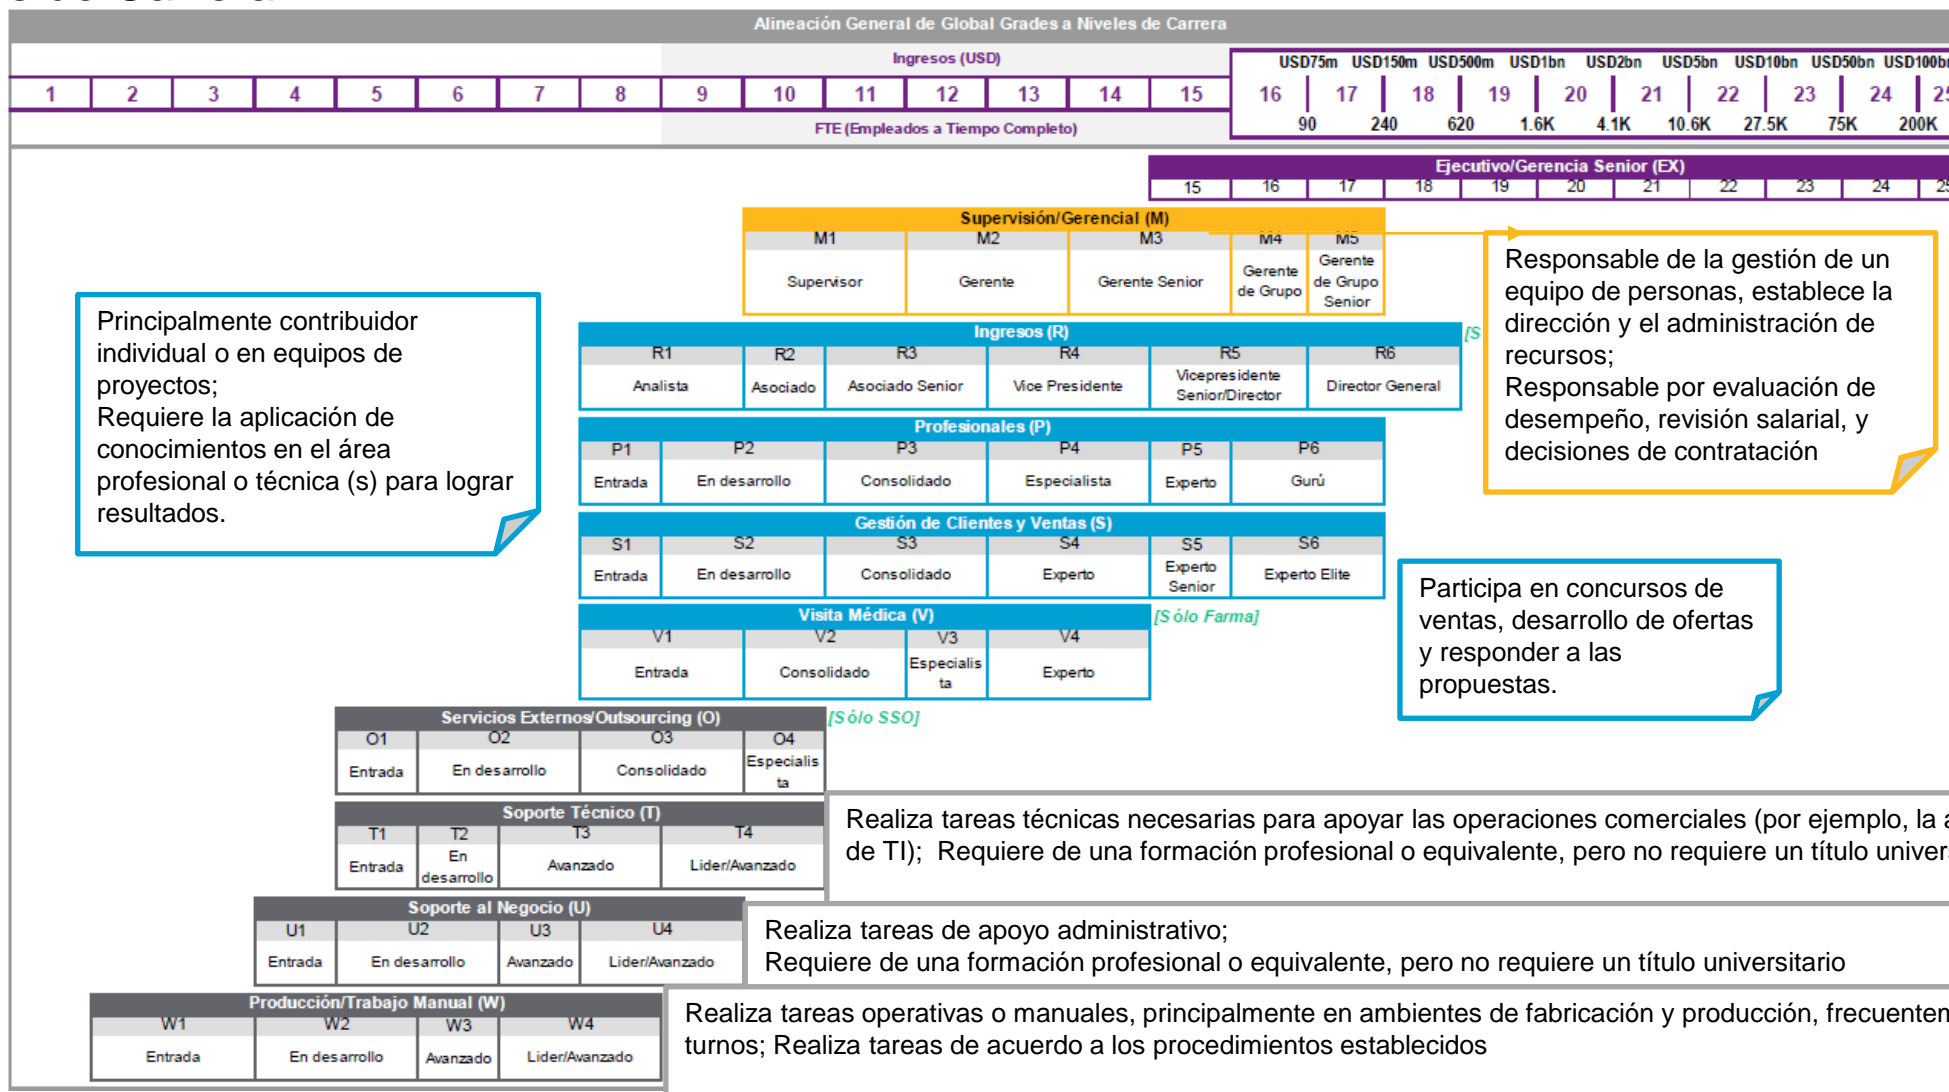 Alineación General de Global Grades a Niveles de Carrera
Ingresos (USD)
USD75m USD150m USD500m USD1bn USD2bn USD5bn USD10bn USD50bn USD100bn
1 2 3 4 5 6 7 8 9 10 11 12 13 14 15 16 17 18 19 20 21 22 23 24
FTE (Empleados a Tiempo Completo)
90 240 620 1.6K 4.1K 10.6K 27.5K 75K 200K
Ejecutivo/Gerencia Senior (EX)
15 16 17 18 19 20 21 22 23 24
Supervisión/Gerencial (M)
M1 M2 M3 M4 M5
Supervisor Gerente Gerente Senior Gerente de Grupo Gerente de Grupo Senior
Responsable de la gestión de un
equipo de personas, establece la
dirección y el administración de
recursos;
Responsable por evaluación de
desempeño, revisión salarial, y
decisiones de contratación
Principalmente contribuidor
individual o en equipos de
proyectos;
Requiere la aplicación de
conocimientos en el área
profesional o técnica (s) para lograr
resultados.
Ingresos (R)
R1 R2 R3 R4 R5 R6
Analista Asociado Asociado Senior Vice Presidente Vicepresidente Senior/Director Director General
Profesionales (P)
P1 P2 P3 P4 P5 P6
Entrada En desarrollo Consolidado Especialista Experto Gurú
Gestión de Clientes y Ventas (S)
S1 S2 S3 S4 S5 S6
Entrada En desarrollo Consolidado Experto Experto Senior Experto Elite
Participa en concursos de
ventas, desarrollo de ofertas
y responder a las
propuestas.
Visita Médica (V)
[Sólo Farma]
V1 V2 V3 V4
Entrada Consolidado Especialista Experto
Servicios Externos/Outsourcing (O)
[Sólo SSO]
O1 O2 O3 O4
Entrada En desarrollo Consolidado Especialista
Soporte Técnico (T)
T1 T2 T3 T4
Entrada En desarrollo Avanzado Lider/Avanzado
Realiza tareas técnicas necesarias para apoyar las operaciones comerciales (por ejemplo, la
de TI); Requiere de una formación profesional o equivalente, pero no requiere un título
Soporte al Negocio (U)
U1 U2 U3 U4
Entrada En desarrollo Avanzado Lider/Avanzado
Realiza tareas de apoyo administrativo;
Requiere de una formación profesional o equivalente, pero no requiere un título universitario
Producción/Trabajo Manual (W)
W1 W2 W3 W4
Entrada En desarrollo Avanzado Lider/Avanzado
Realiza tareas operativas o manuales, principalmente en ambientes de fabricación y producción,
turnos; Realiza tareas de acuerdo a los procedimientos establecidos